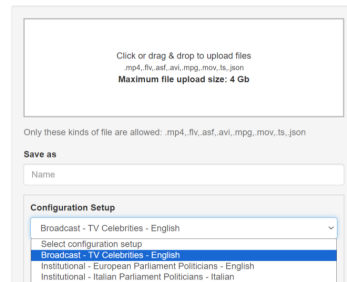 Click or drag & drop to upload files
.mp4,.flv,.asf,.avi,.mpg,.mov,.ts,.json
Maximum file upload size: 4 Gb
Only these kinds of file are allowed: .mp4,.flv,.asf,.avi,.mpg,.mov,.ts,.json
Save as
Name
Configuration Setup
Broadcast - TV Celebrities - English
Select configuration setup
Broadcast - TV Celebrities - English
Institutional - European Parliament Politicians - English
Institutional - Italian Parliament Politicians - Italian